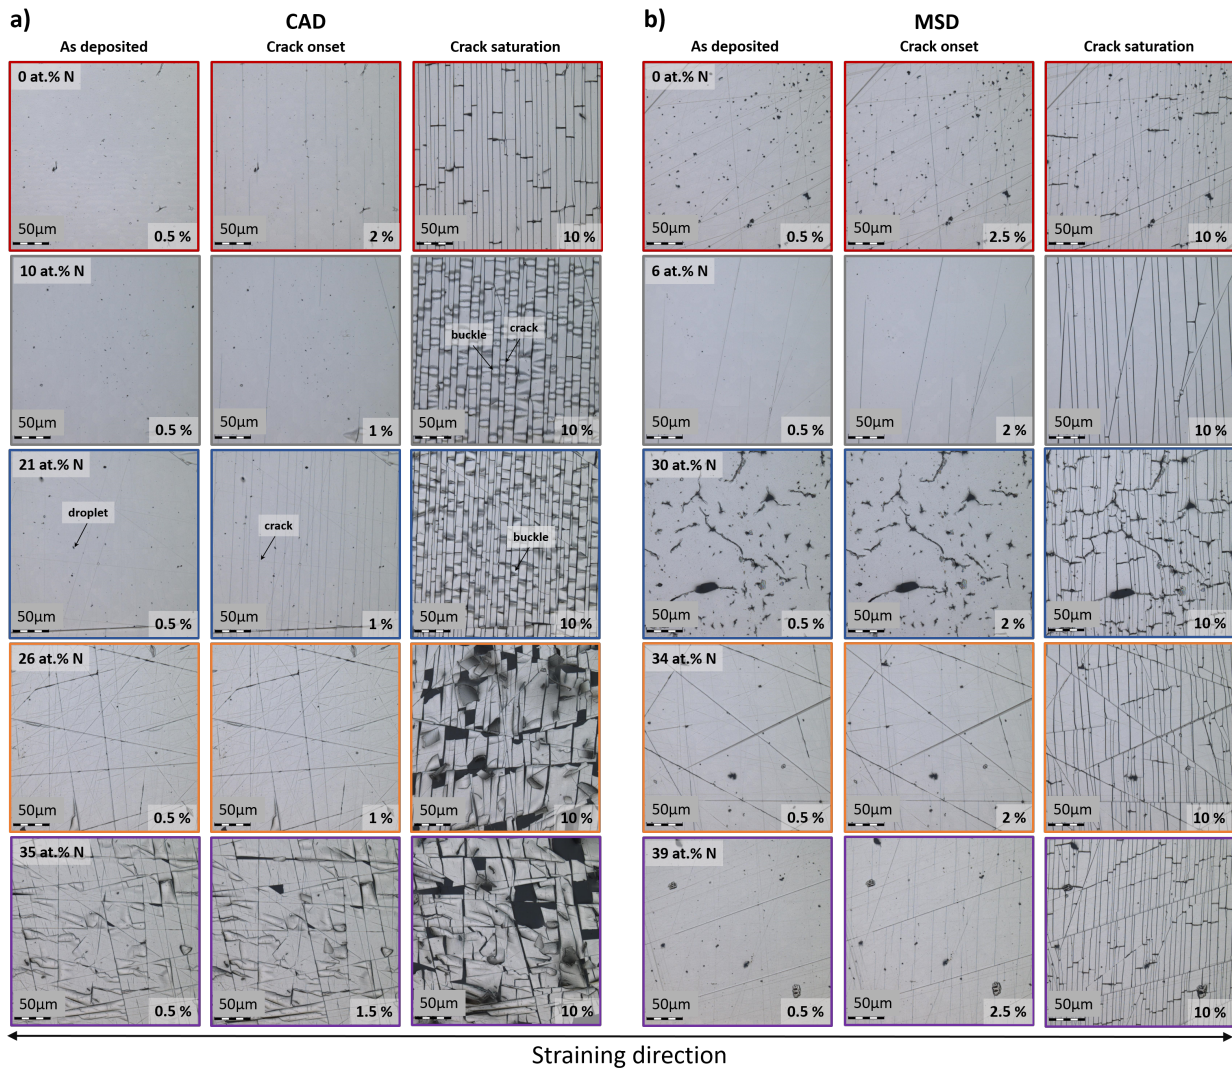 a)
CAD
As deposited
Crack onset
Crack saturation
0 at.% N
50µm
0.5 %
50µm
2 %
50µm
10 %
10 at.% N
50µm
0.5 %
50µm
1 %
buckle
crack
50µm
10 %
21 at.% N
droplet
50µm
0.5 %
crack
50µm
1 %
buckle
50µm
10 %
26 at.% N
50µm
0.5 %
50µm
1 %
50µm
10 %
35 at.% N
50µm
0.5 %
50µm
1.5 %
50µm
10 %
b)
MSD
As deposited
Crack onset
Crack saturation
0 at.% N
50µm
0.5 %
50µm
2.5 %
50µm
10 %
6 at.% N
50µm
0.5 %
50µm
2 %
50µm
10 %
30 at.% N
50µm
0.5 %
50µm
2 %
50µm
10 %
34 at.% N
50µm
0.5 %
50µm
2 %
50µm
10 %
39 at.% N
50µm
0.5 %
50µm
2.5 %
50µm
10 %
Straining direction